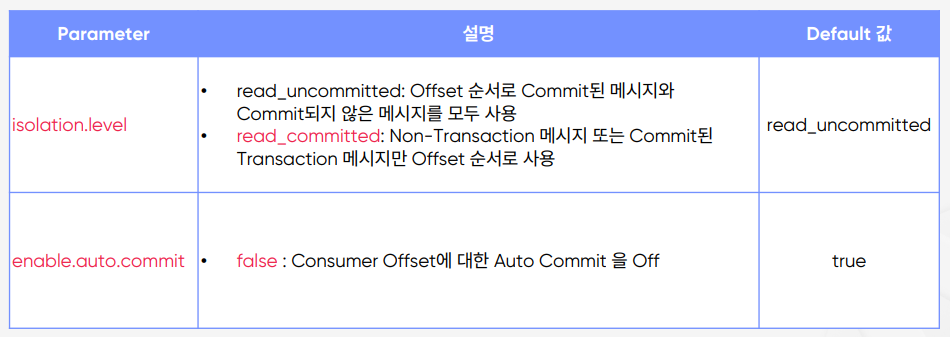 Parameter 설명 Default 값
isolation.level
• read_uncommitted: Offset 순서로 Commit된 메시지와
Commit되지 않은 메시지를 모두 사용
• read_committed: Non-Transaction 메시지 또는 Commit된
Transaction 메시지만 Offset 순서로 사용
read_uncommitted
enable.auto.commit
• false : Consumer Offset에 대한 Auto Commit 을 Off
true